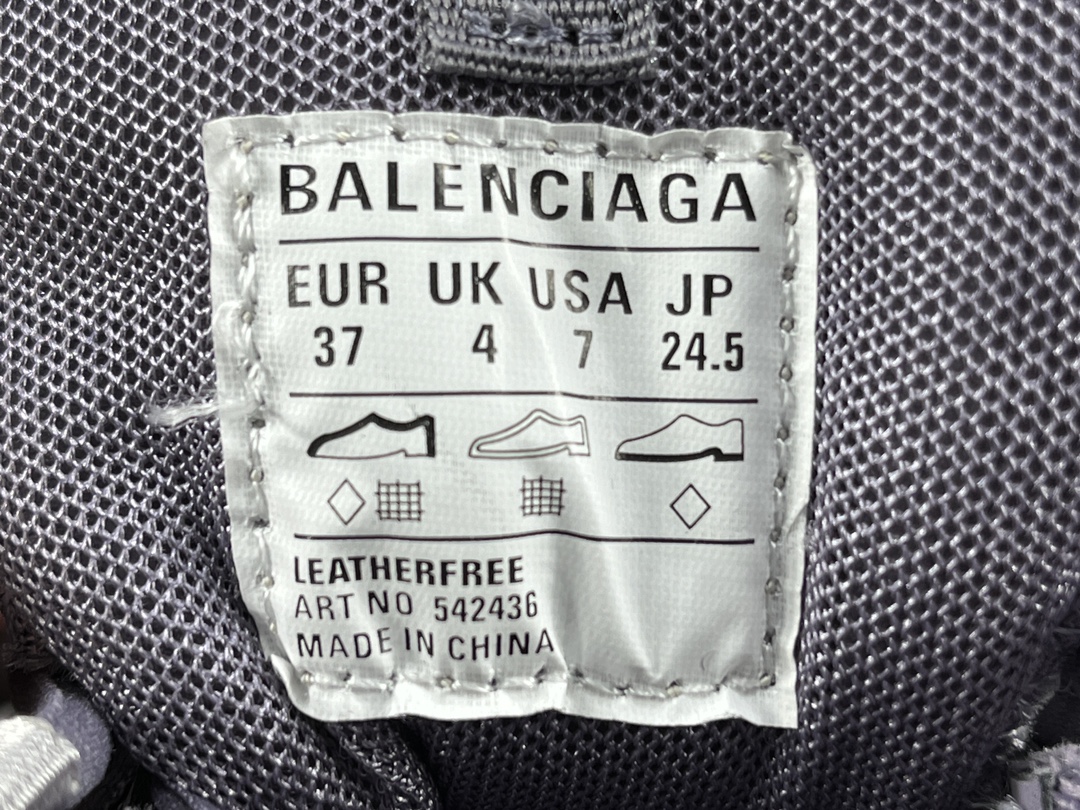 BALENCIAGA
EUR UK USA JP
37 4 7 24.5
LEATHERFREE
ART NO 542436
MADE IN CHINA